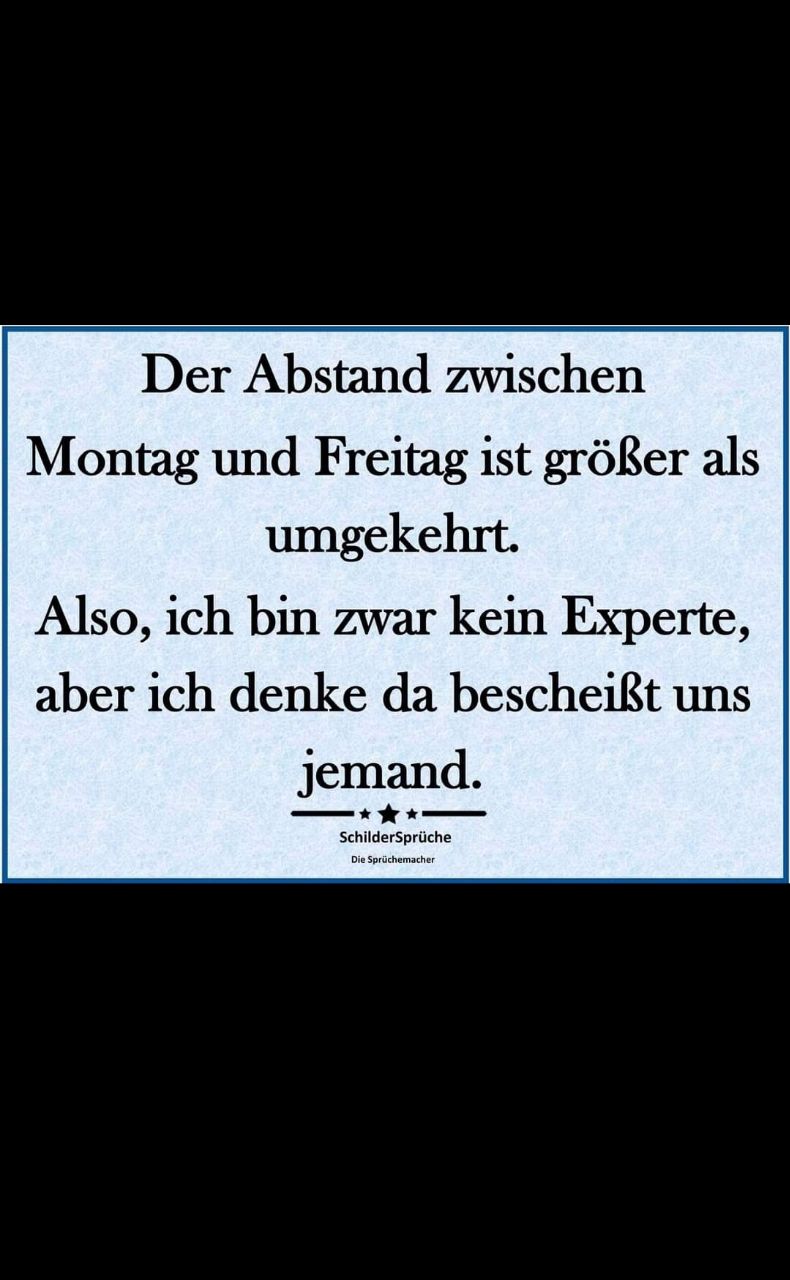 Der Abstand zwischen
Montag und Freitag ist größer als
umgekehrt.
Also, ich bin zwar kein Experte,
aber ich denke da bescheißt uns
jemand.
SchilderSprüche
Die Sprüchemacher